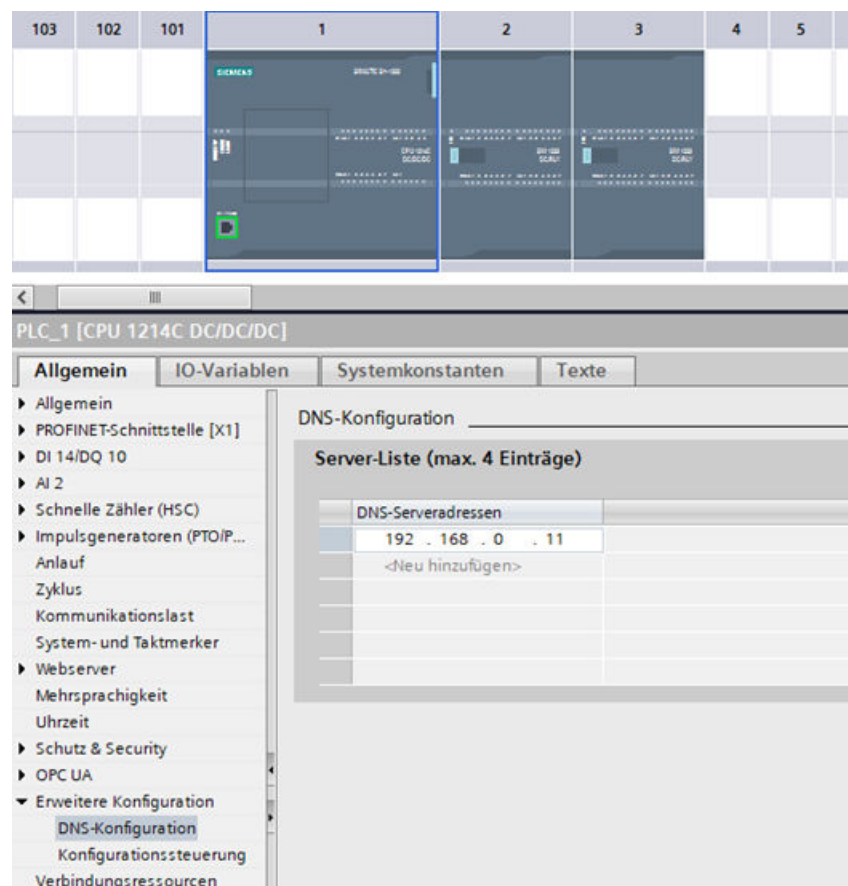 103 102 101 1 2 3 4 5
SIEMENS
PLC_1 [CPU 1214C DC/DC/DC]
Allgemein IO-Variablen Systemkonstanten Texte
Allgemein
PROFINET-Schnittstelle [X1]
DI 14/DQ 10
AI 2
Schnelle Zähler (HSC)
Impulsgeneratoren (PTO/P...
Anlauf
Zyklus
Kommunikationslast
System- und Taktmerker
Webserver
Mehrsprachigkeit
Uhrzeit
Schutz & Security
OPC UA
Erweitere Konfiguration
DNS-Konfiguration
Konfigurationssteuerung
Verbindungsressourcen
DNS-Konfiguration
Server-Liste (max. 4 Einträge)
DNS-Serveradressen
192 . 168 . 0 . 11
<Neu hinzufügen>